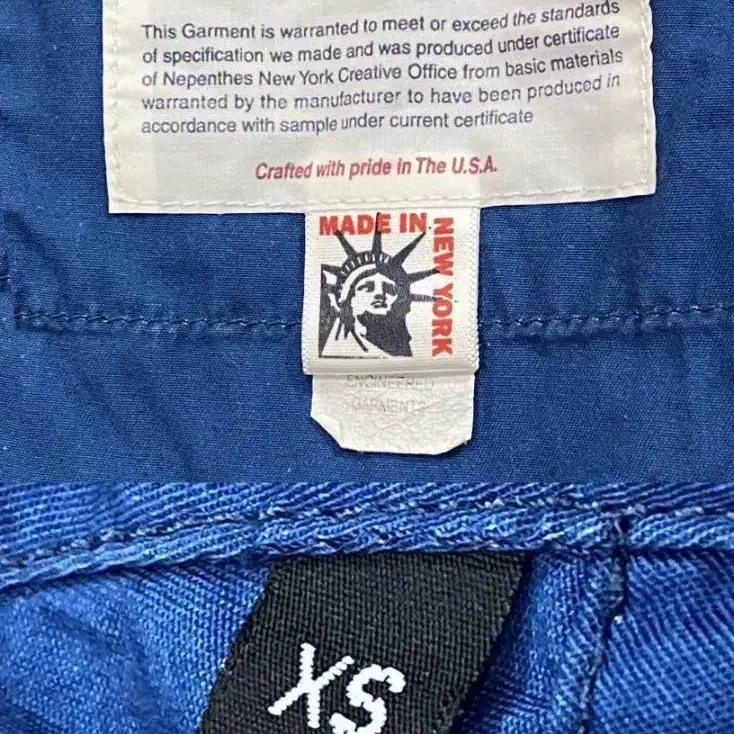 This Garment is warranted to meet or exceed the standards
of specification we made and was produced under certificate
of Nepenthes New York Creative Office from basic materials
warranted by the manufacturer to have been produced in
accordance with sample under current certificate
Crafted with pride in The U.S.A.
MADE IN
NEW YORK
ENGINEERED
GARMENTS
XS